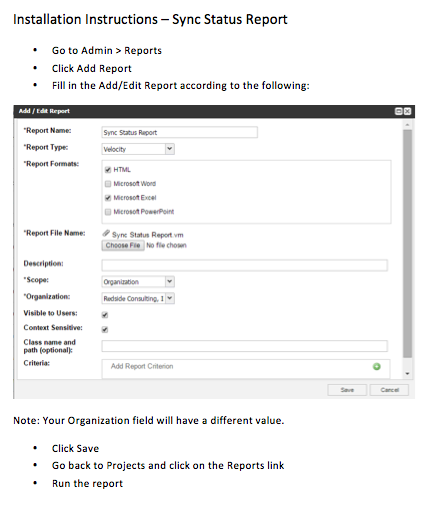 Installation Instructions – Sync Status Report
• Go to Admin > Reports
• Click Add Report
• Fill in the Add/Edit Report according to the following:
Add / Edit Report
*Report Name: Sync Status Report
*Report Type: Velocity
*Report Formats:
HTML
Microsoft Word
Microsoft Excel
Microsoft PowerPoint
*Report File Name: Sync Status Report.vm
Choose File No file chosen
Description:
*Scope: Organization
*Organization: Redside Consulting, I
Visible to Users:
Context Sensitive:
Class name and
path (optional):
Criteria: Add Report Criterion
Save Cancel
Note: Your Organization field will have a different value.
• Click Save
• Go back to Projects and click on the Reports link
• Run the report